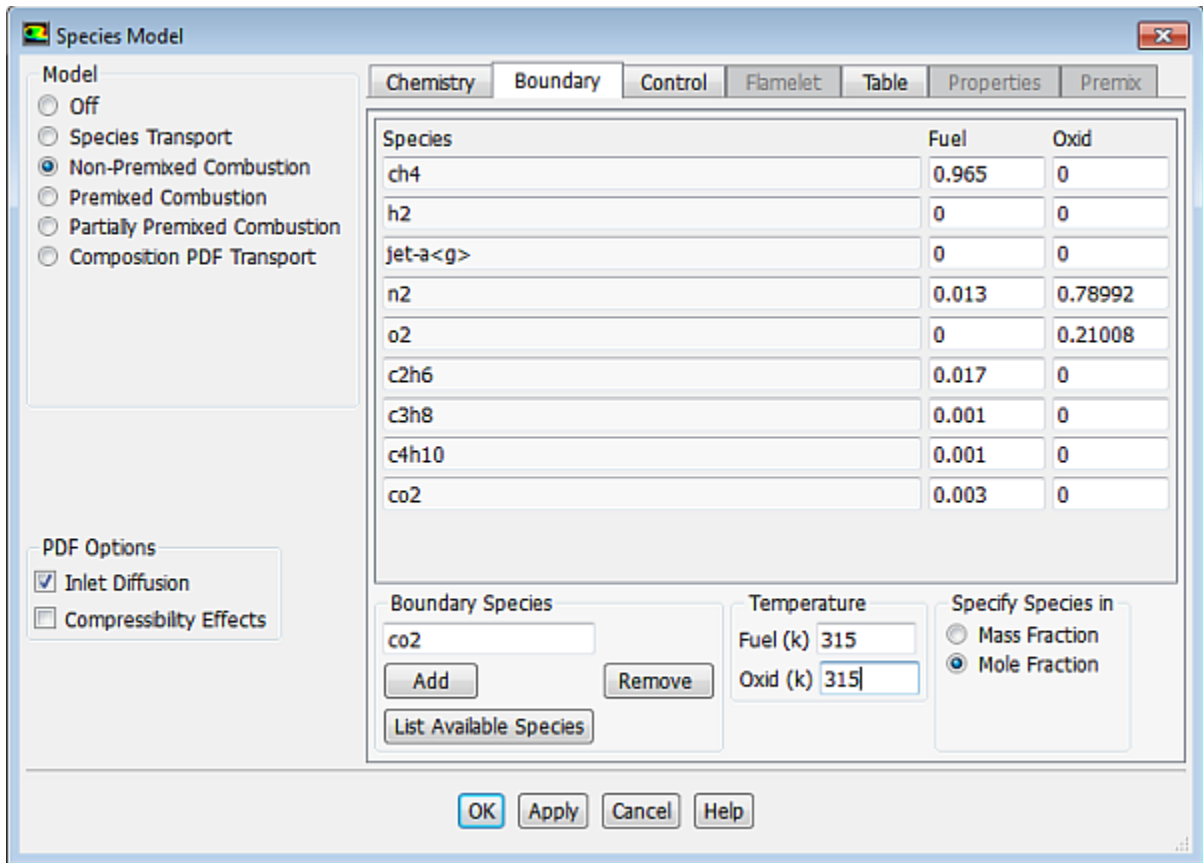 Species Model
Model
Off
Species Transport
Non-Premixed Combustion
Premixed Combustion
Partially Premixed Combustion
Composition PDF Transport
PDF Options
Inlet Diffusion
Compressibility Effects
Chemistry Boundary Control Flamelet Table Properties Premix
Species Fuel Oxid
ch4 0.965 0
h2 0 0
jet-a<g> 0 0
n2 0.013 0.78992
o2 0 0.21008
c2h6 0.017 0
c3h8 0.001 0
c4h10 0.001 0
co2 0.003 0
Boundary Species
co2
Add Remove
List Available Species
Temperature
Fuel (k) 315
Oxid (k) 315
Specify Species in
Mass Fraction
Mole Fraction
OK Apply Cancel Help